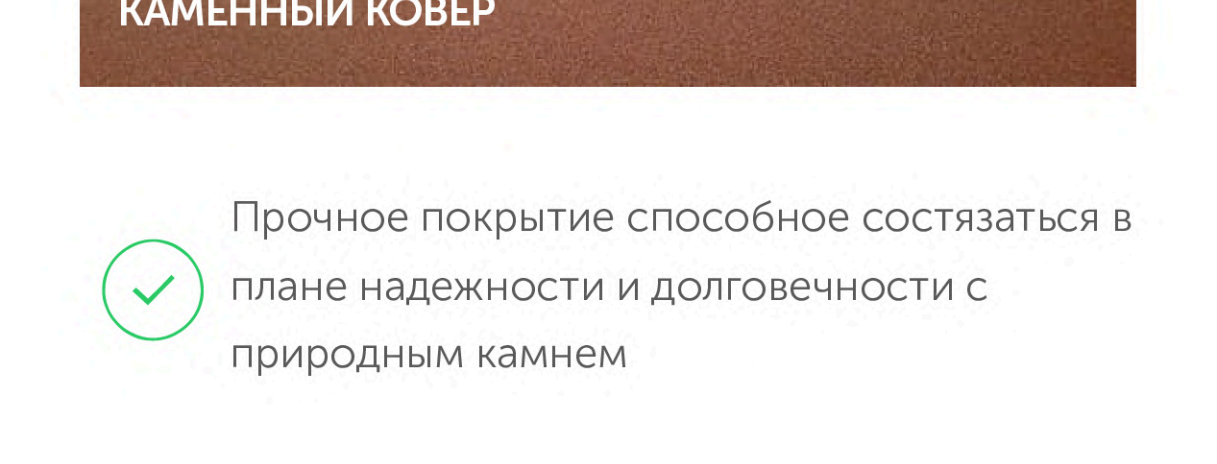 КАМЕННЫЙ КОВЕР
Прочное покрытие способное состязаться в
плане надежности и долговечности с
природным камнем